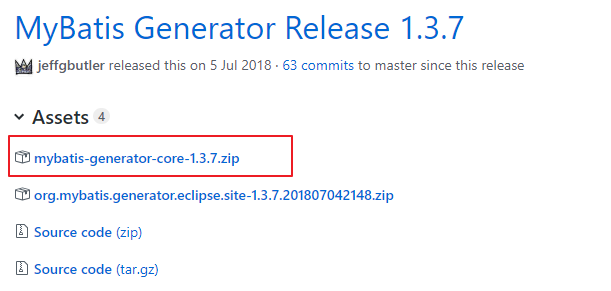 MyBatis Generator Release 1.3.7
jeffgbutler released this on 5 Jul 2018 · 63 commits to master since this release
Assets 4
mybatis-generator-core-1.3.7.zip
org.mybatis.generator.eclipse.site-1.3.7.201807042148.zip
Source code (zip)
Source code (tar.gz)